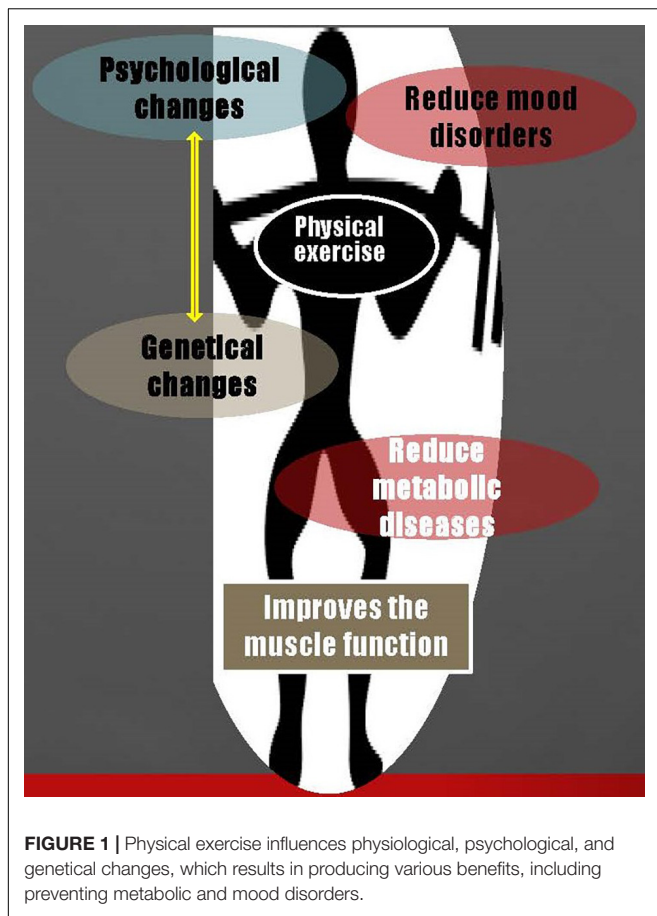 Psychological
changes
Reduce mood
disorders
Physical
exercise
Genetical
changes
Reduce
metabolic
diseases
Improves the
muscle function
FIGURE 1 | Physical exercise influences physiological, psychological, and
genetical changes, which results in producing various benefits, including
preventing metabolic and mood disorders.